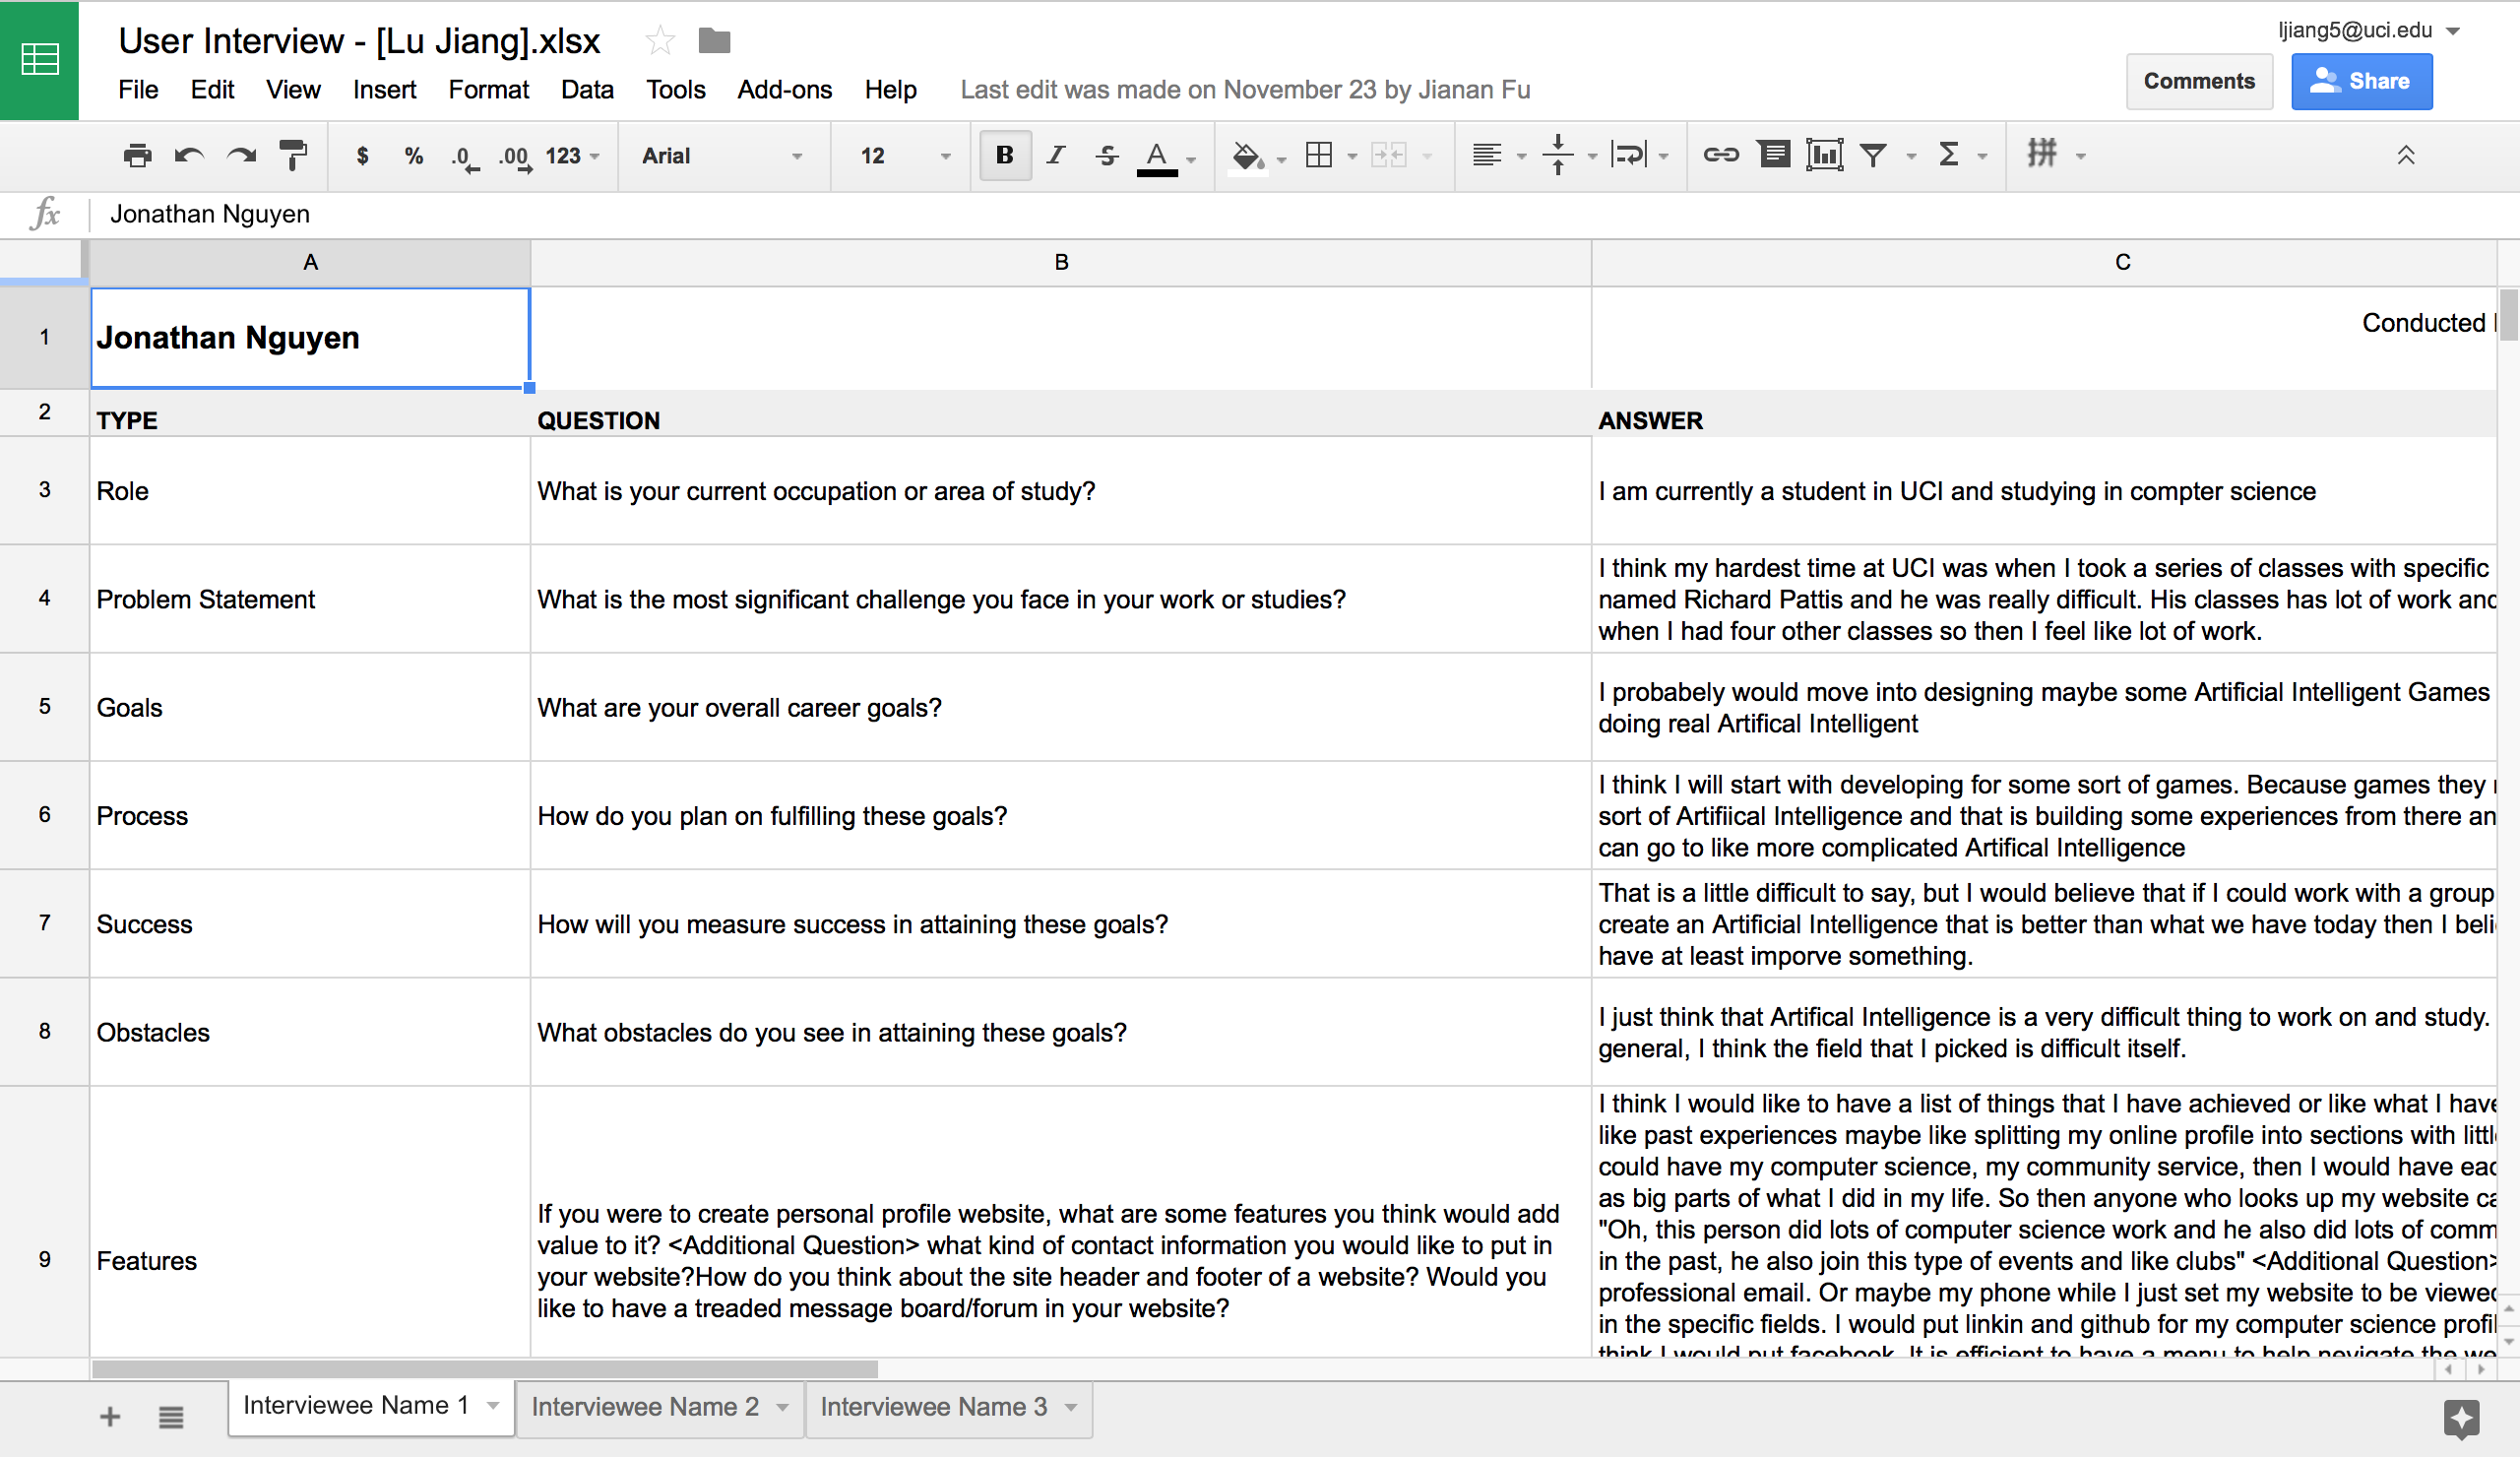 User Interview - [Lu Jiang].xlsx
ljiang5@uci.edu
File Edit View Insert Format Data Tools Add-ons Help Last edit was made on November 23 by Jianan Fu
Comments Share
$ % .0 .00 123 Arial 12 B I S A Σ 拼
fx Jonathan Nguyen
A B C
1 Jonathan Nguyen Conducted
2 TYPE QUESTION ANSWER
3 Role What is your current occupation or area of study? I am currently a student in UCI and studying in compter science
4 Problem Statement What is the most significant challenge you face in your work or studies?
I think my hardest time at UCI was when I took a series of classes with specific
named Richard Pattis and he was really difficult. His classes has lot of work
when I had four other classes so then I feel like lot of work.
5 Goals What are your overall career goals?
I probabely would move into designing maybe some Artificial Intelligent Games
doing real Artifical Intelligent
6 Process How do you plan on fulfilling these goals?
I think I will start with developing for some sort of games. Because games they
sort of Artifiical Intelligence and that is building some experiences from there
can go to like more complicated Artifical Intelligence
7 Success How will you measure success in attaining these goals?
That is a little difficult to say, but I would believe that if I could work with a group
create an Artificial Intelligence that is better than what we have today then I
have at least imporve something.
8 Obstacles What obstacles do you see in attaining these goals?
I just think that Artifical Intelligence is a very difficult thing to work on and study.
general, I think the field that I picked is difficult itself.
9 Features
If you were to create personal profile website, what are some features you think would add
value to it? <Additional Question> what kind of contact information you would like to put in
your website?How do you think about the site header and footer of a website? Would you
like to have a treaded message board/forum in your website?
I think I would like to have a list of things that I have achieved or like what I have
like past experiences maybe like splitting my online profile into sections with
could have my computer science, my community service, then I would have
as big parts of what I did in my life. So then anyone who looks up my website
"Oh, this person did lots of computer science work and he also did lots of
in the past, he also join this type of events and like clubs" <Additional Question>
professional email. Or maybe my phone while I just set my website to be
in the specific fields. I would put linkin and github for my computer science
think I would put facebook. It is efficient to have a menu to help nevigate the
+ Interviewee Name 1 Interviewee Name 2 Interviewee Name 3